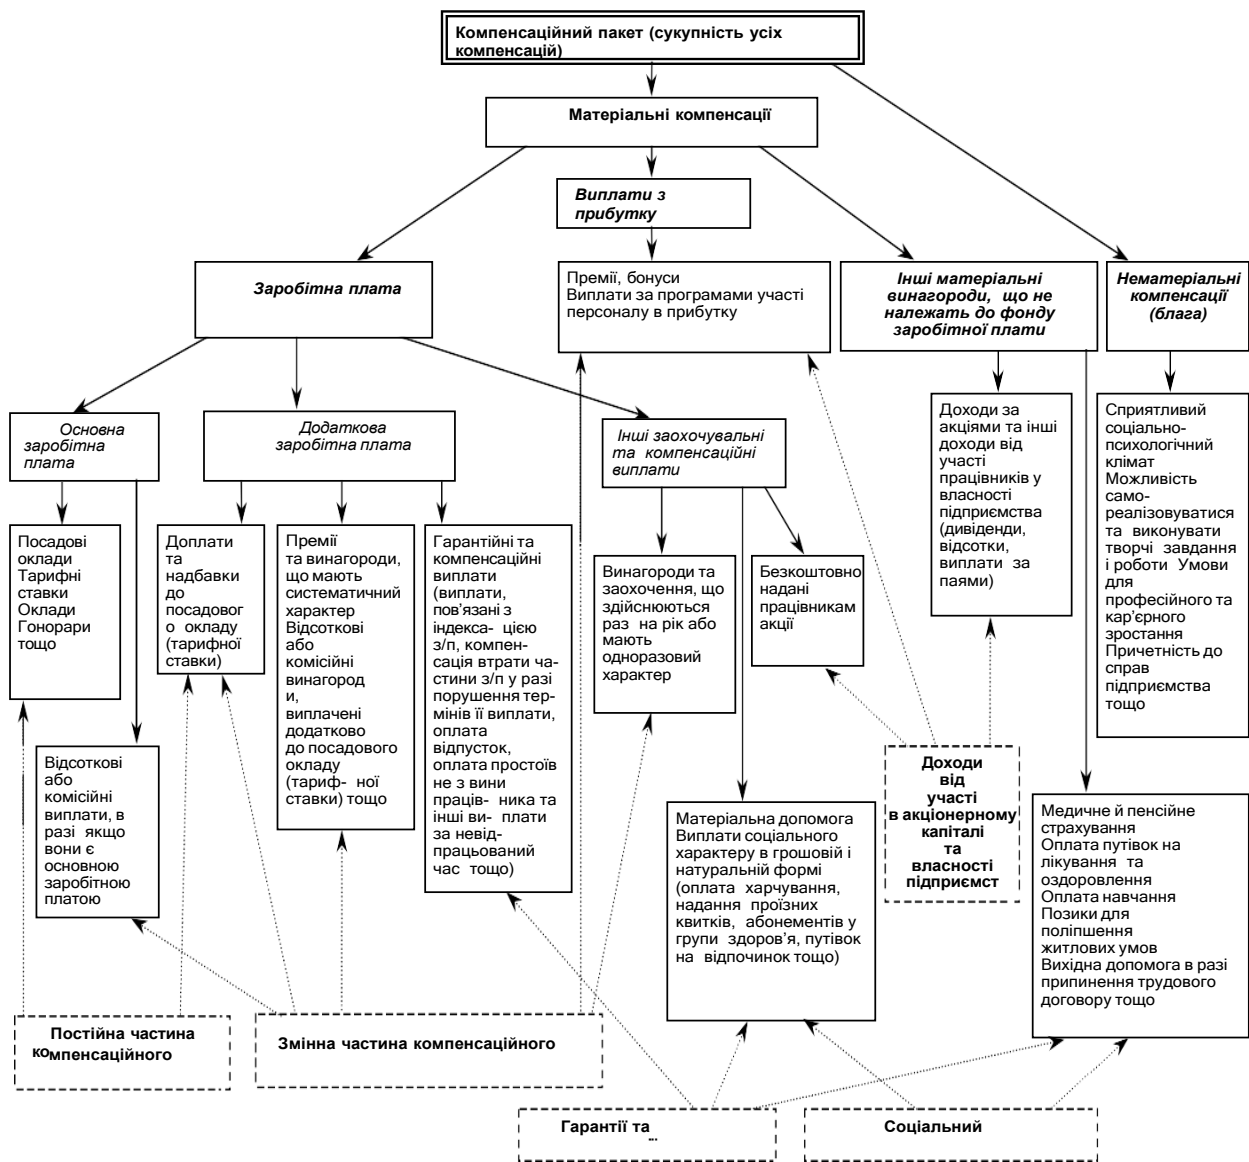 Компенсаційний пакет (сукупність усіх
компенсацій)
Матеріальні компенсації
Виплати з
прибутку
Заробітна плата
Премії, бонуси
Виплати за програмами участі
персоналу в прибутку
Інші матеріальні
винагороди, що не
належать до фонду
заробітної плати
Нематеріальні
компенсації
(блага)
Основна
заробітна
плата
Додаткова
заробітна плата
Інші заохочувальні
та компенсаційні
виплати
Доходи за
акціями та інші
доходи від
участі
працівників у
власності
підприємства
(дивіденди,
відсотки,
виплати за
паями)
Сприятливий
соціально-
психологічний
клімат
Можливість
само-
реалізовуватися
та виконувати
творчі завдання
і роботи Умови
для
професійного та
кар’єрного
зростання
Причетність до
справ
підприємства
тощо
Посадові
оклади
Тарифні
ставки
Оклади
Гонорари
тощо
Доплати
та
надбавки
до
посадовог
о окладу
(тарифної
ставки)
Премії
та винагороди,
що мають
систематичний
характер
Відсоткові
або
комісійні
винагород
и,
виплачені
додатково
до посадового
окладу
(тариф- ної
ставки) тощо
Гарантійні та
компенсаційні
виплати
(виплати,
пов’язані з
індекса- цією
з/п, компен-
сація втрати ча-
стини з/п у разі
порушення тер-
мінів її виплати,
оплата
відпусток,
оплата простоїв
не з вини
праців- ника та
інші ви- плати
за невід-
працьований
час тощо)
Винагороди та
заохочення, що
здійснюються
раз на рік або
мають
одноразовий
характер
Безкоштовно
надані
працівникам
акції
Відсоткові
або
комісійні
виплати, в
разі якщо
вони є
основною
заробітною
платою
Матеріальна допомога
Виплати соціального
характеру в грошовій і
натуральній формі
(оплата харчування,
надання проїзних
квитків, абонементів у
групи здоров’я, путівок
на відпочинок тощо)
Доходи
від
участі
в акціонерному
капіталі
та
власності
підприємст
Медичне й пенсійне
страхування
Оплата путівок на
лікування та
оздоровлення
Оплата навчання
Позики для
поліпшення
житлових умов
Вихідна допомога в разі
припинення трудового
договору тощо
Постійна частина
компенсаційного
Змінна частина компенсаційного
Гарантії та
Соціальний